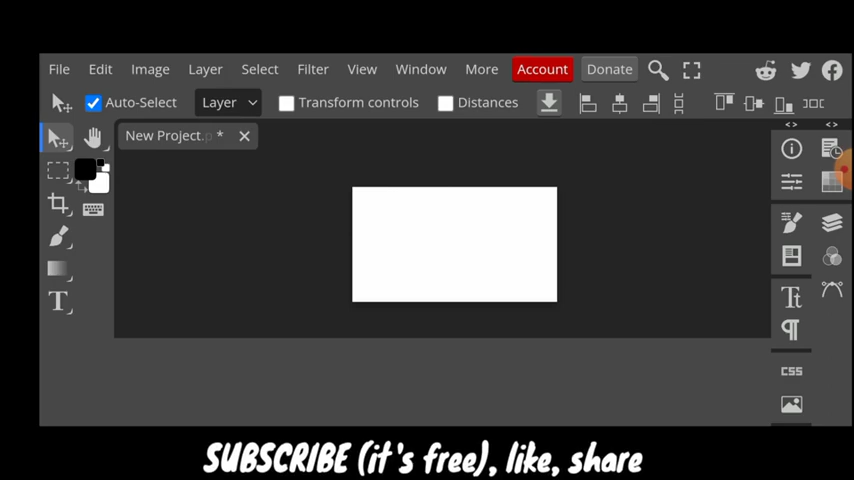 File Edit Image Layer Select Filter View Window More Account Donate
Auto-Select Layer Transform controls Distances
New Project.p *
T
Tt
CSS
SUBSCRIBE (it's free), like, share